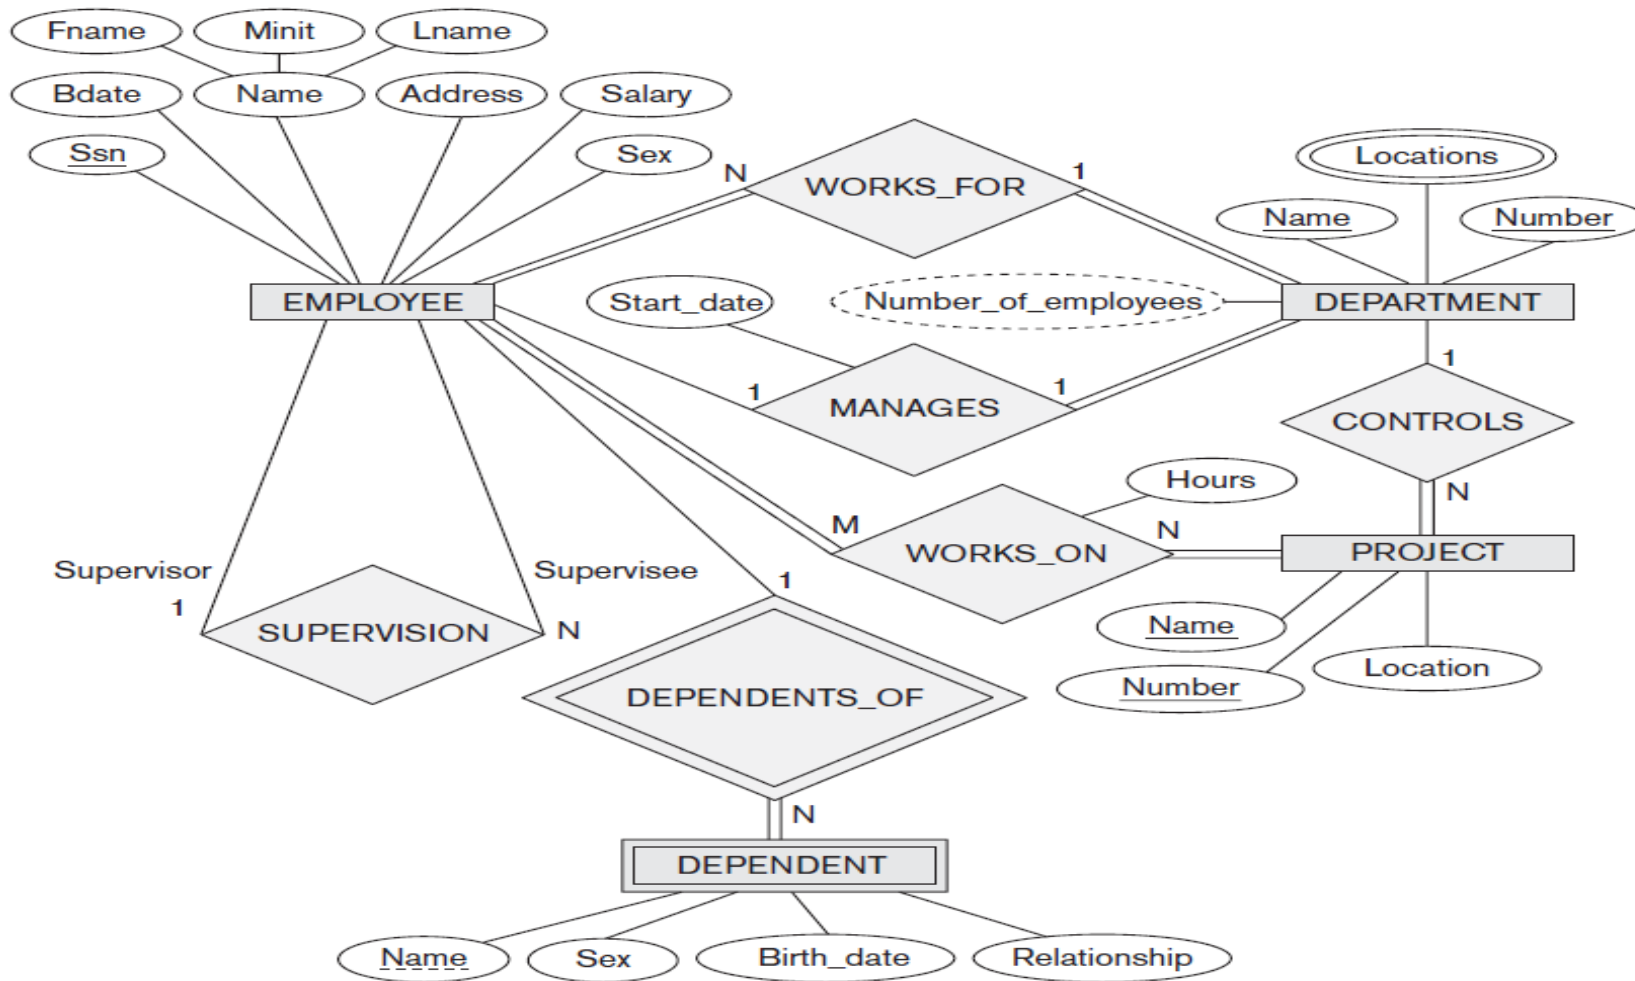 Fname Minit Lname
Bdate Name Address Salary
Ssn Sex
N WORKS_FOR 1
Locations
Name Number
EMPLOYEE Start_date Number_of_employees DEPARTMENT
1 MANAGES 1
1
CONTROLS
N
Hours
M WORKS_ON N
PROJECT
Supervisor Supervisee
1 SUPERVISION N
1
Name
Number Location
DEPENDENTS_OF
N
DEPENDENT
Name Sex Birth_date Relationship